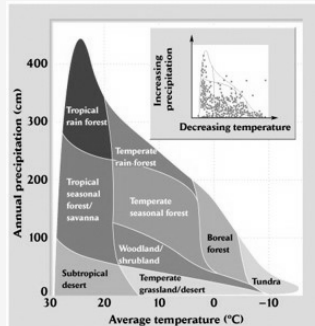 400
300
200
100
0
Annual precipitation (cm)
Tropical
rain forest
Temperate
rain forest
Tropical
seasonal
forest/
savanna
Temperate
seasonal forest
Woodland/
shrubland
Boreal
forest
Subtropical
desert
Temperate
grassland/desert
Tundra
30 20 10 0 −10
Average temperature (°C)
Increasing
precipitation
Decreasing temperature